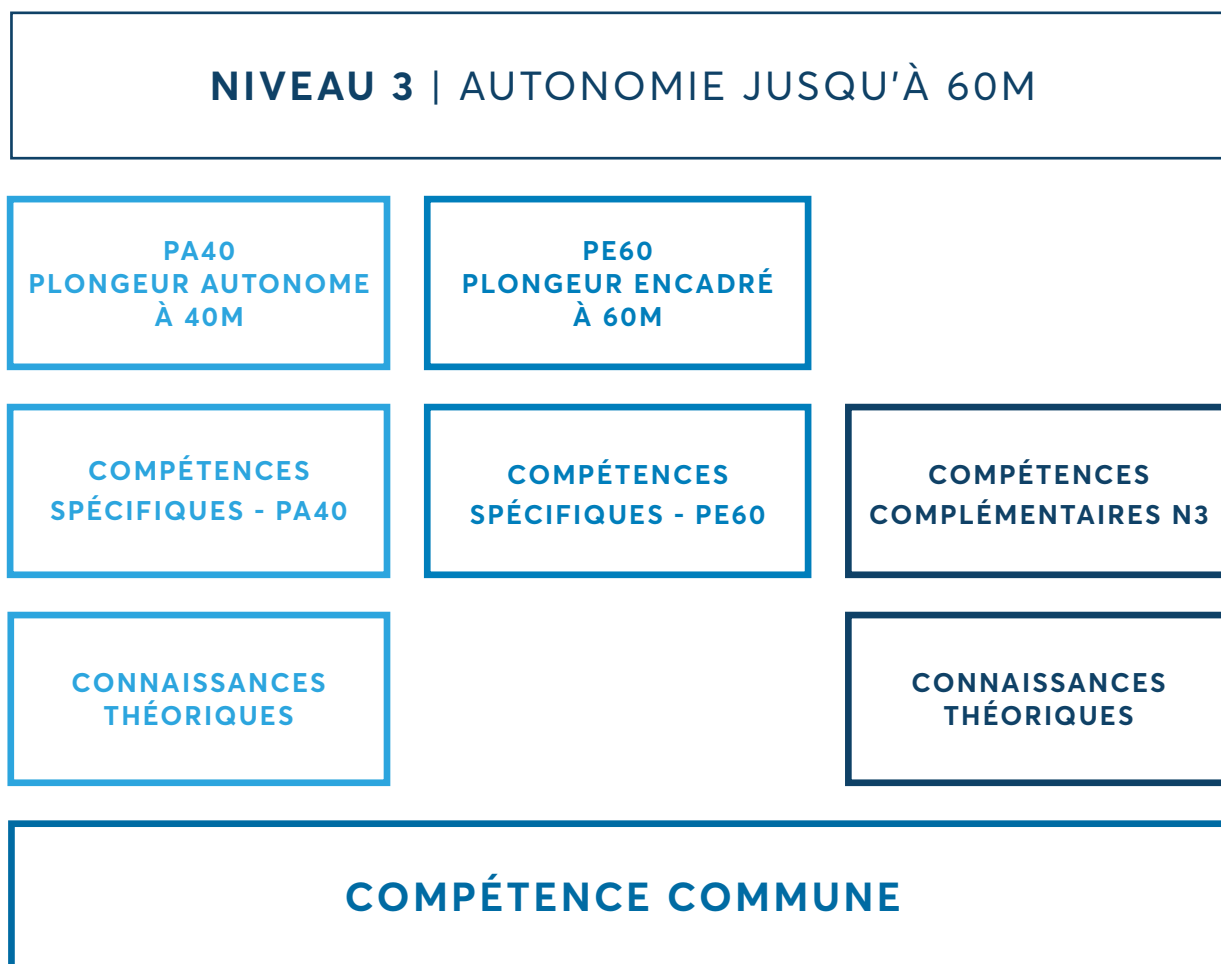 NIVEAU 3 | AUTONOMIE JUSQU'À 60M
PA40
PLONGEUR AUTONOME
À 40M
PE60
PLONGEUR ENCADRÉ
À 60M
COMPÉTENCES
SPÉCIFIQUES - PA40
COMPÉTENCES
SPÉCIFIQUES - PE60
COMPÉTENCES
COMPLÉMENTAIRES N3
CONNAISSANCES
THÉORIQUES
CONNAISSANCES
THÉORIQUES
COMPÉTENCE COMMUNE